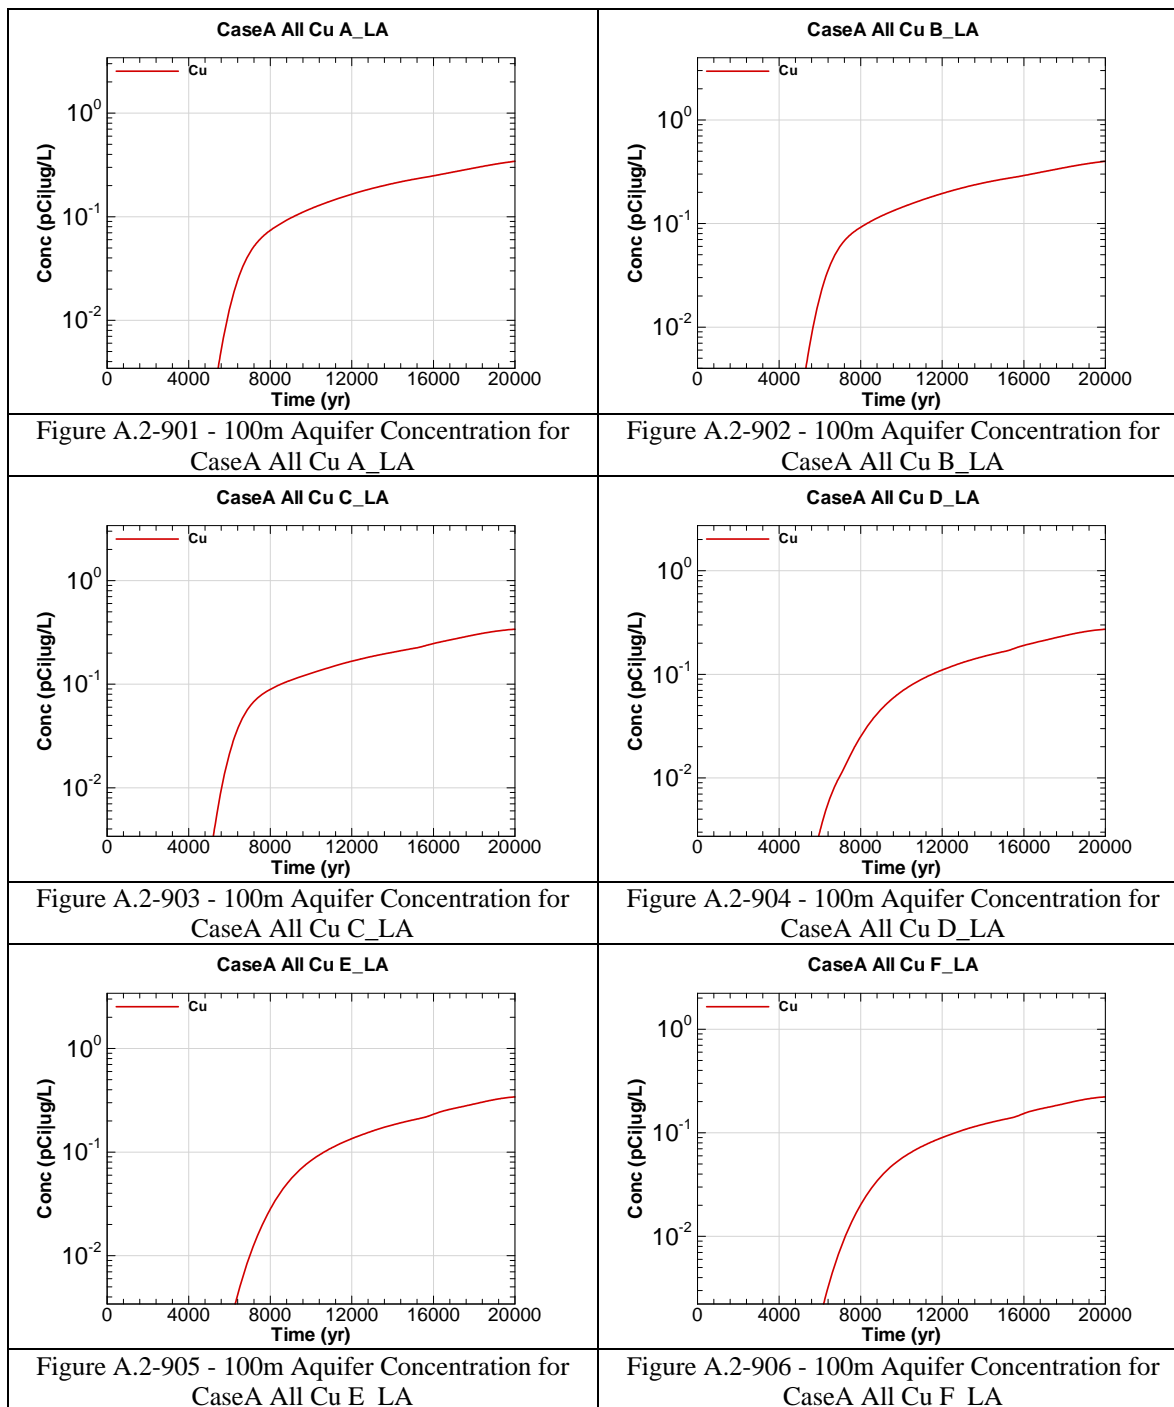 CaseA All Cu A_LA
Cu
10^0
10^-1
10^-2
Conc (pCi|ug/L)
0 4000 8000 12000 16000 20000
Time (yr)
Figure A.2-901 - 100m Aquifer Concentration for
CaseA All Cu A_LA
CaseA All Cu B_LA
Cu
10^0
10^-1
10^-2
Conc (pCi|ug/L)
0 4000 8000 12000 16000 20000
Time (yr)
Figure A.2-902 - 100m Aquifer Concentration for
CaseA All Cu B_LA
CaseA All Cu C_LA
Cu
10^0
10^-1
10^-2
Conc (pCi|ug/L)
0 4000 8000 12000 16000 20000
Time (yr)
Figure A.2-903 - 100m Aquifer Concentration for
CaseA All Cu C_LA
CaseA All Cu D_LA
Cu
10^0
10^-1
10^-2
Conc (pCi|ug/L)
0 4000 8000 12000 16000 20000
Time (yr)
Figure A.2-904 - 100m Aquifer Concentration for
CaseA All Cu D_LA
CaseA All Cu E_LA
Cu
10^0
10^-1
10^-2
Conc (pCi|ug/L)
0 4000 8000 12000 16000 20000
Time (yr)
Figure A.2-905 - 100m Aquifer Concentration for
CaseA All Cu E_LA
CaseA All Cu F_LA
Cu
10^0
10^-1
10^-2
Conc (pCi|ug/L)
0 4000 8000 12000 16000 20000
Time (yr)
Figure A.2-906 - 100m Aquifer Concentration for
CaseA All Cu F_LA